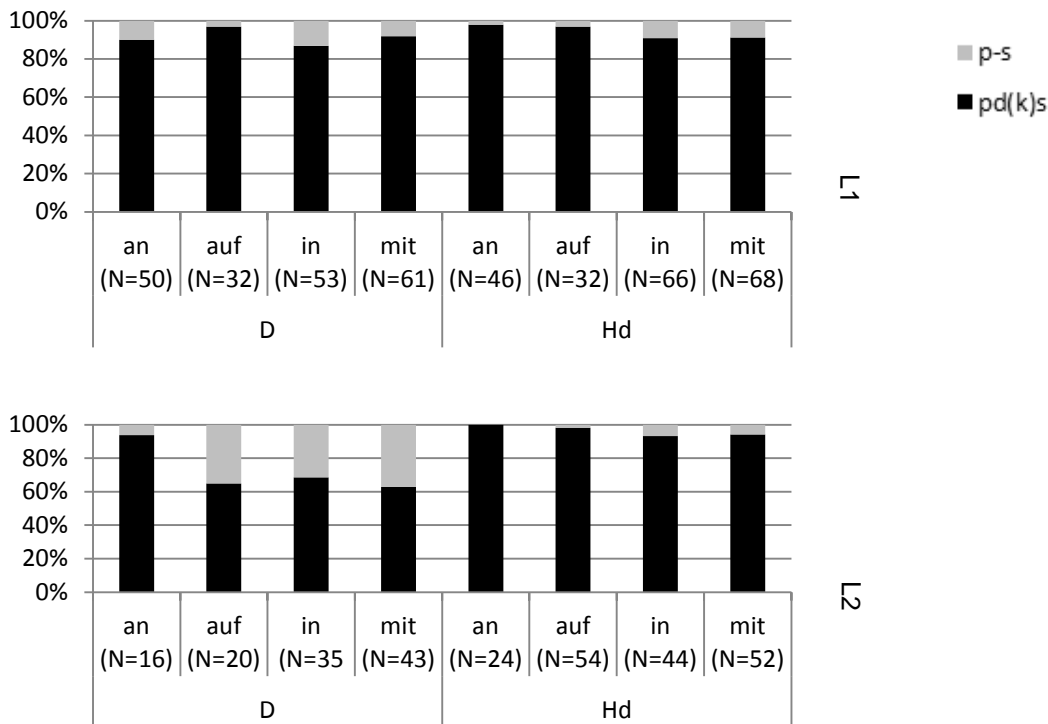 100%
80%
60%
40%
20%
0%
an auf in mit an auf in mit
(N=50) (N=32) (N=53) (N=61) (N=46) (N=32) (N=66) (N=68)
D Hd
p-s
pd(k)s
L1
100%
80%
60%
40%
20%
0%
an auf in mit an auf in mit
(N=16) (N=20) (N=35 (N=43) (N=24) (N=54) (N=44) (N=52)
D Hd
L2